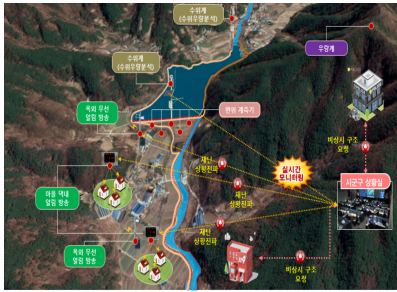 수위계
(수위우량분석)
우량계
수위계
(수위우량분석)
옥외 무선
알림 방송
변위 계측기
비상시 구조
요청
재난
상황전파
실시간
모니터링
시군구 상황실
마을 댁내
알림 방송
재난
상황전파
옥외 무선
알림 방송
재난
상황전파
비상시 구조
요청